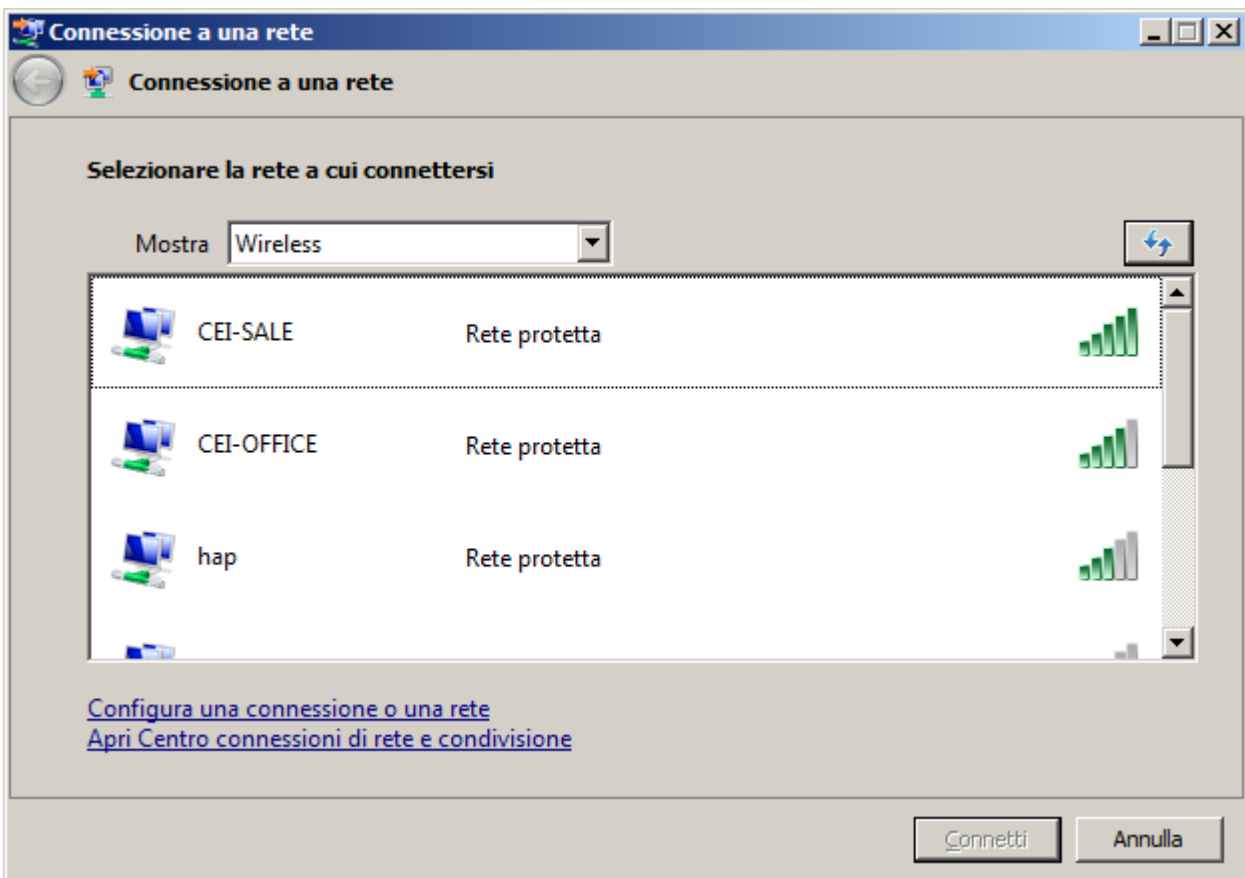 Connessione a una rete
Connessione a una rete
Selezionare la rete a cui connettersi
Mostra Wireless
CEI-SALE Rete protetta
CEI-OFFICE Rete protetta
hap Rete protetta
Configura una connessione o una rete
Apri Centro connessioni di rete e condivisione
Connetti Annulla